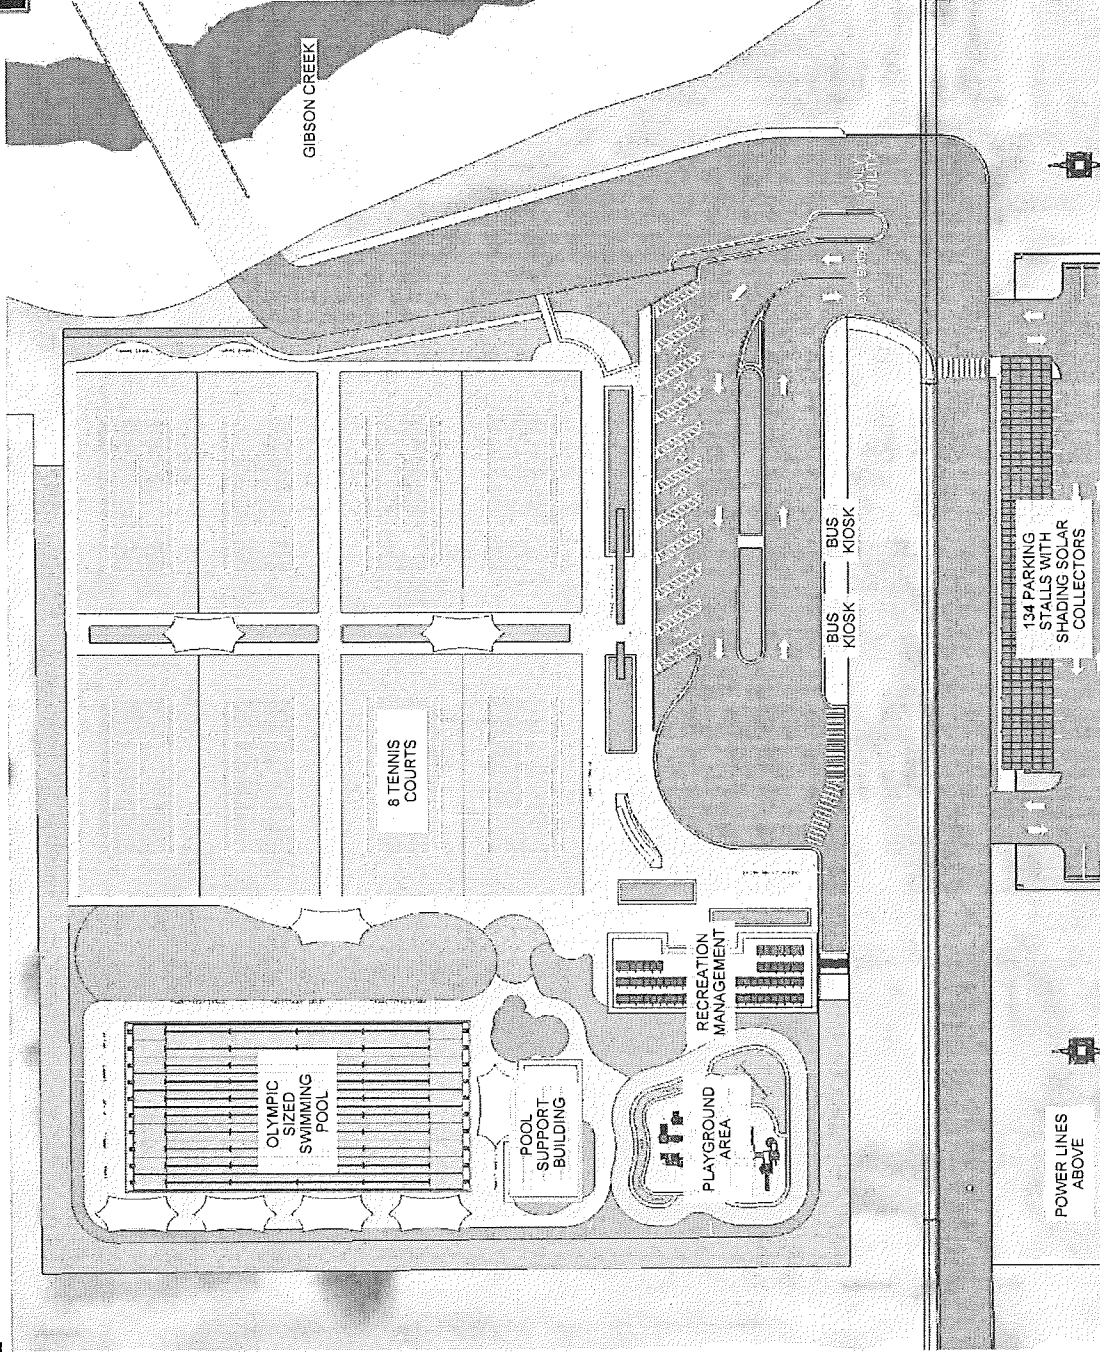 GIBSON CREEK
8 TENNIS
COURTS
OLYMPIC
SIZED
SWIMMING
POOL
POOL
SUPPORT
BUILDING
PLAYGROUND
AREA
RECREATION
MANAGEMENT
BUS
KIOSK
BUS
KIOSK
134 PARKING
STALLS WITH
SHADING SOLAR
COLLECTORS
POWER LINES
ABOVE